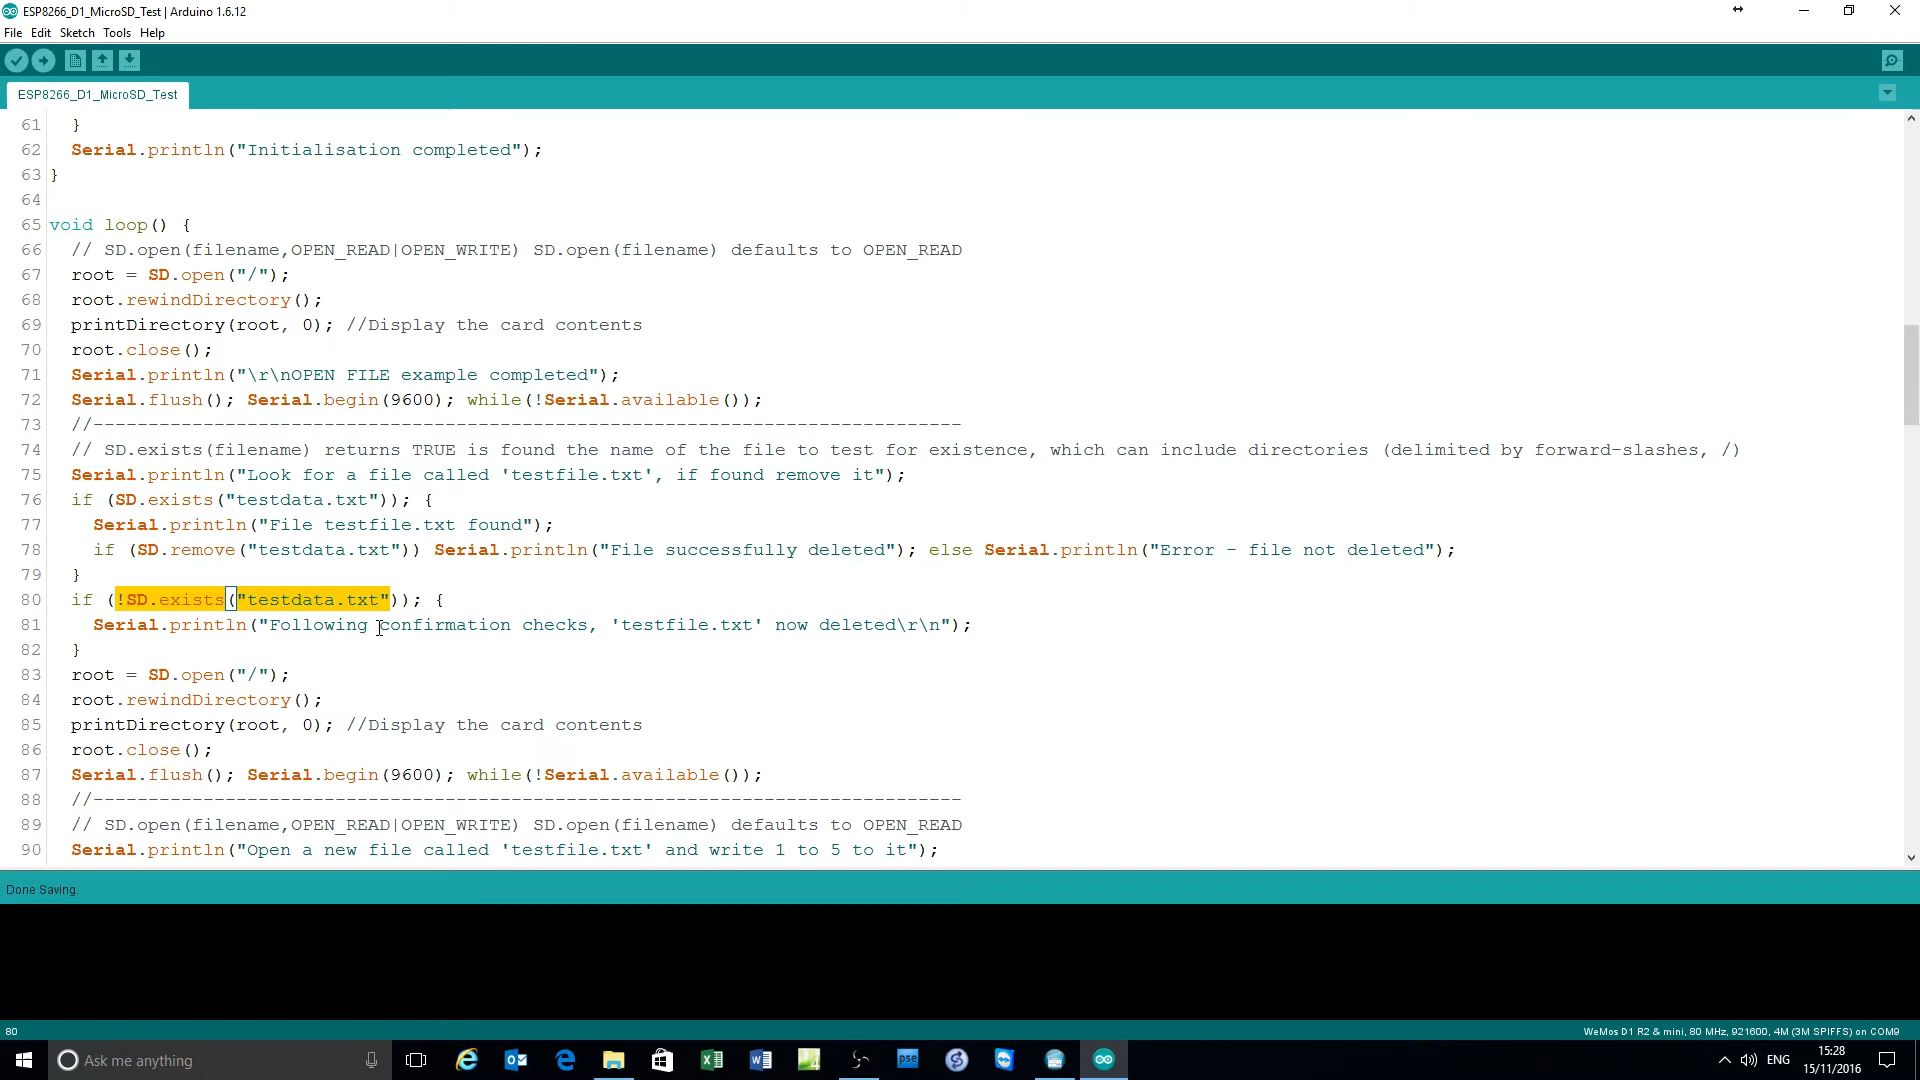 ESP8266_D1_MicroSD_Test | Arduino 1.6.12
File Edit Sketch Tools Help
ESP8266_D1_MicroSD_Test
61   }
62   Serial.println("Initialisation completed");
63 }
64
65 void loop() {
66   // SD.open(filename,OPEN_READ|OPEN_WRITE) SD.open(filename) defaults to OPEN_READ
67   root = SD.open("/");
68   root.rewindDirectory();
69   printDirectory(root, 0); //Display the card contents
70   root.close();
71   Serial.println("\r\nOPEN FILE example completed");
72   Serial.flush(); Serial.begin(9600); while(!Serial.available());
73   //-------------------------------------------------------------------------------
74   // SD.exists(filename) returns TRUE is found the name of the file to test for existence, which can include directories (delimited by forward-slashes, /)
75   Serial.println("Look for a file called 'testfile.txt', if found remove it");
76   if (SD.exists("testdata.txt")); {
77     Serial.println("File testfile.txt found");
78     if (SD.remove("testdata.txt")) Serial.println("File successfully deleted"); else Serial.println("Error - file not deleted");
79   }
80   if (!SD.exists("testdata.txt")); {
81     Serial.println("Following confirmation checks, 'testfile.txt' now deleted\r\n");
82   }
83   root = SD.open("/");
84   root.rewindDirectory();
85   printDirectory(root, 0); //Display the card contents
86   root.close();
87   Serial.flush(); Serial.begin(9600); while(!Serial.available());
88   //-------------------------------------------------------------------------------
89   // SD.open(filename,OPEN_READ|OPEN_WRITE) SD.open(filename) defaults to OPEN_READ
90   Serial.println("Open a new file called 'testfile.txt' and write 1 to 5 to it");
Done Saving.
80 WeMos D1 R2 & mini, 80 MHz, 921600, 4M (3M SPIFFS) on COM9
Ask me anything
pse
ENG
15:28
15/11/2016